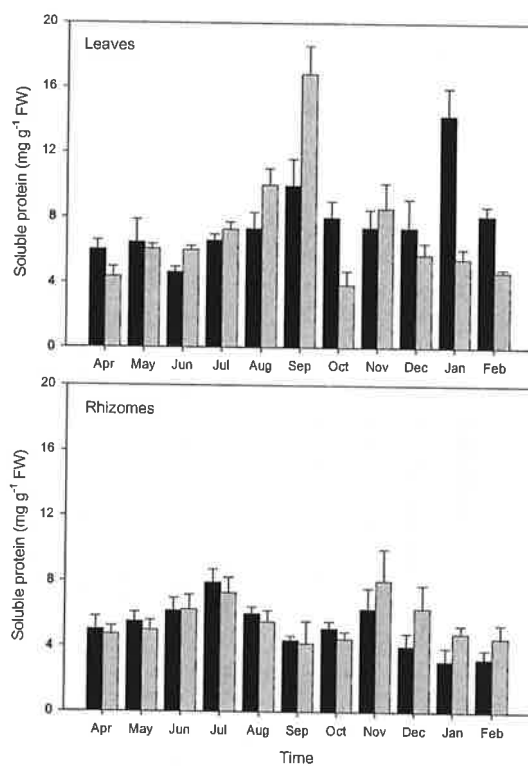 20
Leaves
16
12
8
4
0
Soluble protein (mg g⁻¹ FW)
Apr May Jun Jul Aug Sep Oct Nov Dec Jan Feb
20
Rhizomes
16
12
8
4
0
Soluble protein (mg g⁻¹ FW)
Apr May Jun Jul Aug Sep Oct Nov Dec Jan Feb
Time